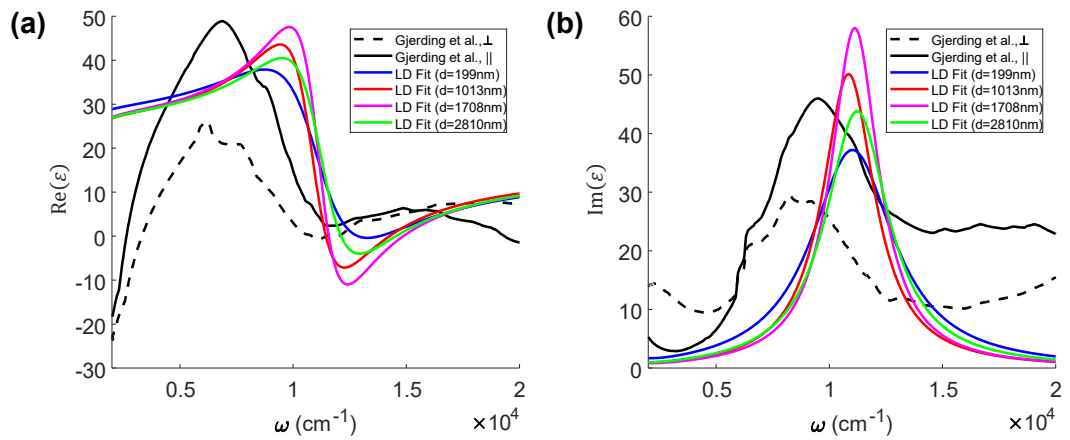 (a)
Re(ε)
50
40
30
20
10
0
-10
-20
-30
0.5
1
1.5
2
×10⁴
ω (cm⁻¹)
Gjerding et al.,⊥
Gjerding et al., ||
LD Fit (d=199nm)
LD Fit (d=1013nm)
LD Fit (d=1708nm)
LD Fit (d=2810nm)
(b)
Im(ε)
60
50
40
30
20
10
0
0.5
1
1.5
2
×10⁴
ω (cm⁻¹)
Gjerding et al.,⊥
Gjerding et al., ||
LD Fit (d=199nm)
LD Fit (d=1013nm)
LD Fit (d=1708nm)
LD Fit (d=2810nm)